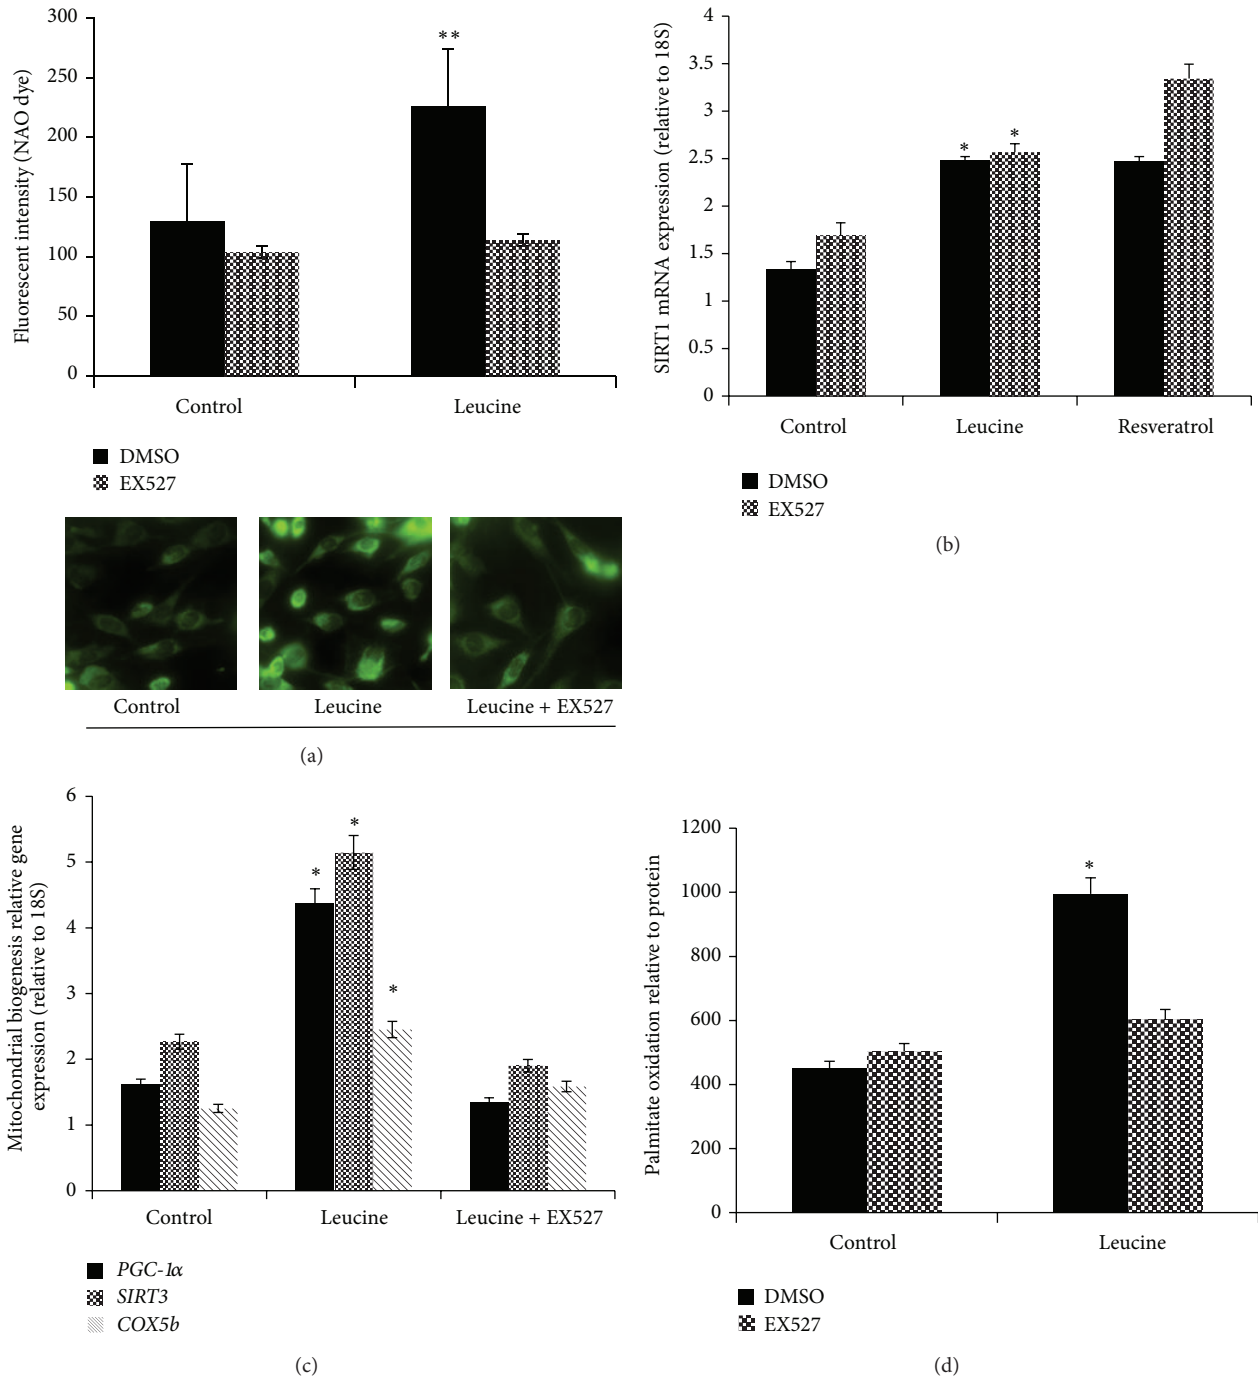 300
250
200
150
100
50
0
Fluorescent intensity (NAO dye)
**
Control
Leucine
DMSO
EX527
Control
Leucine
Leucine + EX527
(a)
4
3.5
3
2.5
2
1.5
1
0.5
0
SIRT1 mRNA expression (relative to 18S)
*
*
Control
Leucine
Resveratrol
DMSO
EX527
(b)
6
5
4
3
2
1
0
Mitochondrial biogenesis relative gene
expression (relative to 18S)
*
*
*
Control
Leucine
Leucine + EX527
PGC-1α
SIRT3
COX5b
(c)
1200
1000
800
600
400
200
0
Palmitate oxidation relative to protein
*
Control
Leucine
DMSO
EX527
(d)